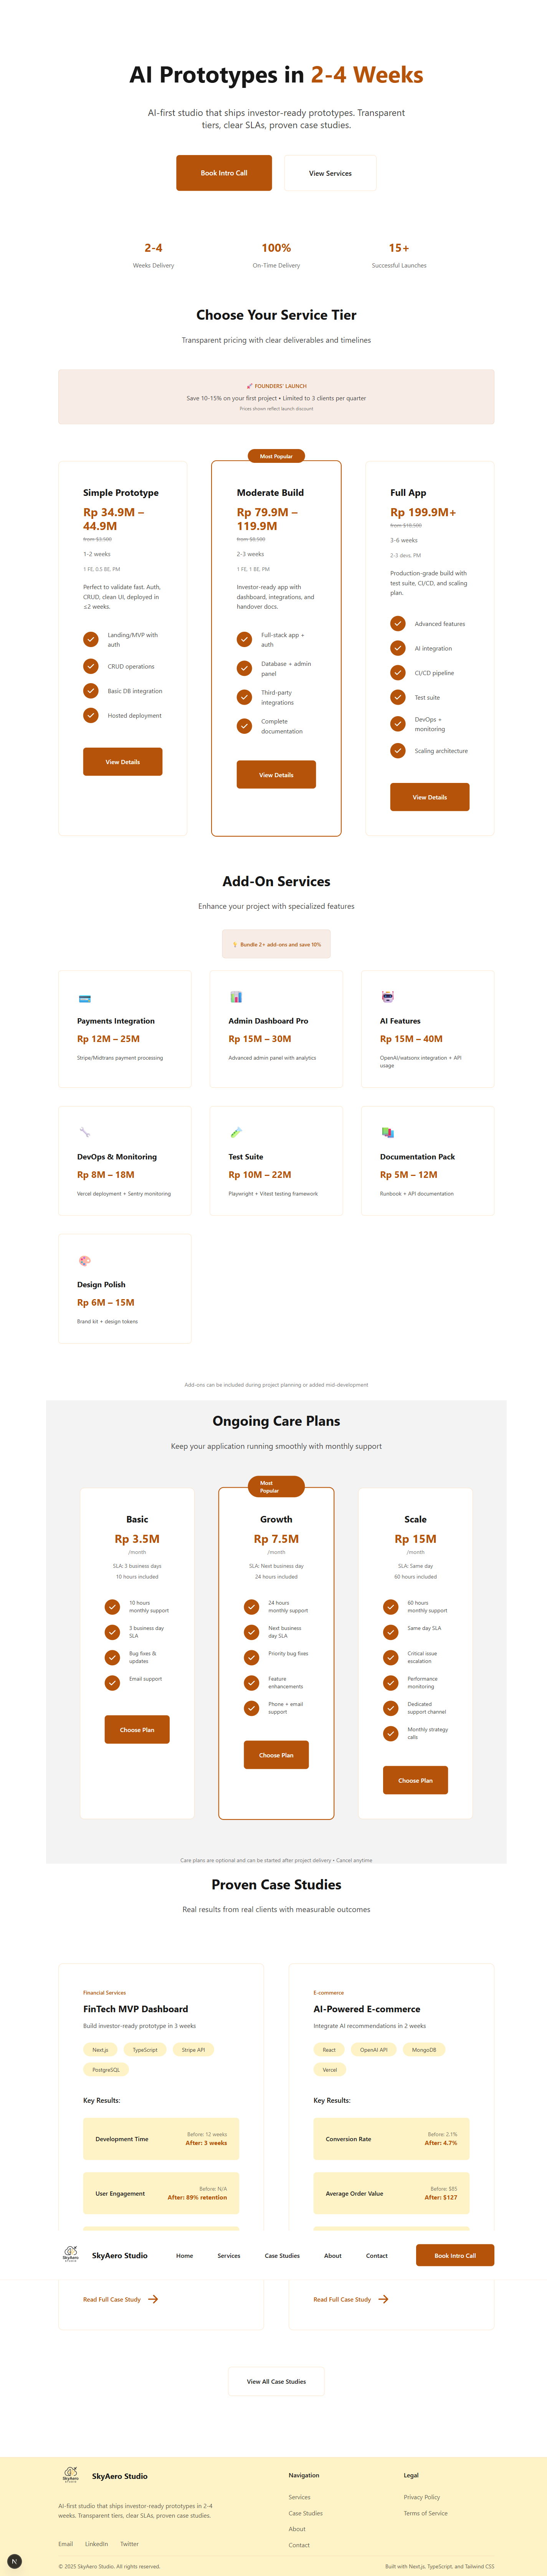 AI Prototypes in 2-4 Weeks
AI-first studio that ships investor-ready prototypes. Transparent
tiers, clear SLAs, proven case studies.
Book Intro Call
View Services
2-4
Weeks Delivery
100%
On-Time Delivery
15+
Successful Launches
Choose Your Service Tier
Transparent pricing with clear deliverables and timelines
FOUNDERS' LAUNCH
Save 10-15% on your first project • Limited to 3 clients per quarter
Prices shown reflect launch discount
Simple Prototype
Rp 34.9M –
44.9M
from $3,500
1-2 weeks
1 FE, 0.5 BE, PM
Perfect to validate fast. Auth,
CRUD, clean UI, deployed in
≤2 weeks.
Landing/MVP with
auth
CRUD operations
Basic DB integration
Hosted deployment
View Details
Most Popular
Moderate Build
Rp 79.9M –
119.9M
from $8,500
2-3 weeks
1 FE, 1 BE, PM
Investor-ready app with
dashboard, integrations, and
handover docs.
Full-stack app +
auth
Database + admin
panel
Third-party
integrations
Complete
documentation
View Details
Full App
Rp 199.9M+
from $18,500
3-6 weeks
2-3 devs, PM
Production-grade build with
test suite, CI/CD, and scaling
plan.
Advanced features
AI integration
CI/CD pipeline
Test suite
DevOps +
monitoring
Scaling architecture
View Details
Add-On Services
Enhance your project with specialized features
Bundle 2+ add-ons and save 10%
Payments Integration
Rp 12M – 25M
Stripe/Midtrans payment processing
Admin Dashboard Pro
Rp 15M – 30M
Advanced admin panel with analytics
AI Features
Rp 15M – 40M
OpenAI/watsonx integration + API
usage
DevOps & Monitoring
Rp 8M – 18M
Vercel deployment + Sentry monitoring
Test Suite
Rp 10M – 22M
Playwright + Vitest testing framework
Documentation Pack
Rp 5M – 12M
Runbook + API documentation
Design Polish
Rp 6M – 15M
Brand kit + design tokens
Add-ons can be included during project planning or added mid-development
Ongoing Care Plans
Keep your application running smoothly with monthly support
Basic
Rp 3.5M
/month
SLA: 3 business days
10 hours included
10 hours
monthly support
3 business day
SLA
Bug fixes &
updates
Email support
Choose Plan
Most
Popular
Growth
Rp 7.5M
/month
SLA: Next business day
24 hours included
24 hours
monthly support
Next business
day SLA
Priority bug fixes
Feature
enhancements
Phone + email
support
Choose Plan
Scale
Rp 15M
/month
SLA: Same day
60 hours included
60 hours
monthly support
Same day SLA
Critical issue
escalation
Performance
monitoring
Dedicated
support channel
Monthly strategy
calls
Choose Plan
Care plans are optional and can be started after project delivery • Cancel anytime
Proven Case Studies
Real results from real clients with measurable outcomes
Financial Services
FinTech MVP Dashboard
Build investor-ready prototype in 3 weeks
Next.js
TypeScript
Stripe API
PostgreSQL
Key Results:
Development Time
Before: 12 weeks
After: 3 weeks
User Engagement
Before: N/A
After: 89% retention
E-commerce
AI-Powered E-commerce
Integrate AI recommendations in 2 weeks
React
OpenAI API
MongoDB
Vercel
Key Results:
Conversion Rate
Before: 2.1%
After: 4.7%
Average Order Value
Before: $85
After: $127
SkyAero
STUDIO
SkyAero Studio
Home
Services
Case Studies
About
Contact
Book Intro Call
Read Full Case Study
Read Full Case Study
View All Case Studies
SkyAero
STUDIO
SkyAero Studio
AI-first studio that ships investor-ready prototypes in 2-4
weeks. Transparent tiers, clear SLAs, proven case studies.
Email
LinkedIn
Twitter
Navigation
Services
Case Studies
About
Contact
Legal
Privacy Policy
Terms of Service
© 2025 SkyAero Studio. All rights reserved.
Built with Next.js, TypeScript, and Tailwind CSS
N